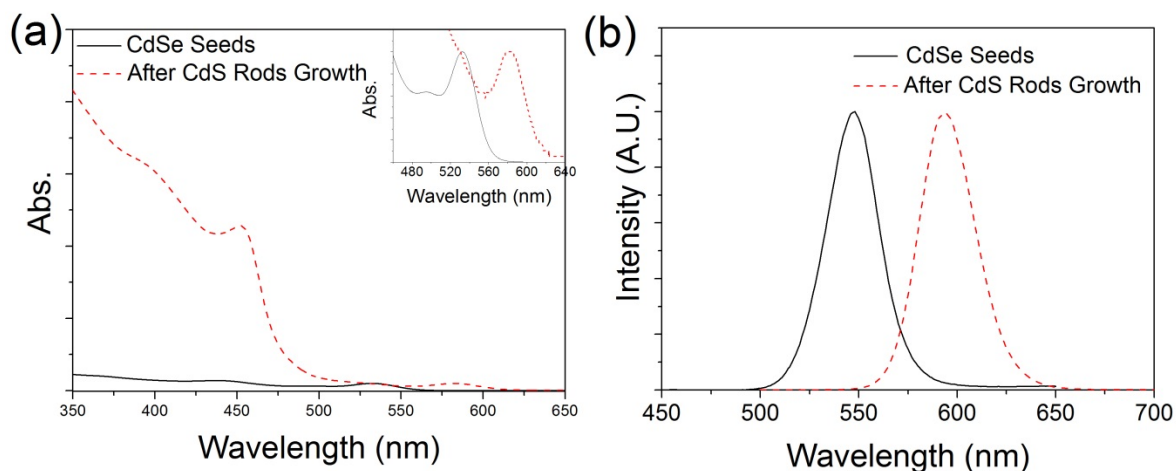 (a)
CdSe Seeds
After CdS Rods Growth
Abs.
480 520 560 600 640
Wavelength (nm)
Abs.
350 400 450 500 550 600 650
Wavelength (nm)
(b)
CdSe Seeds
After CdS Rods Growth
Intensity (A.U.)
450 500 550 600 650 700
Wavelength (nm)